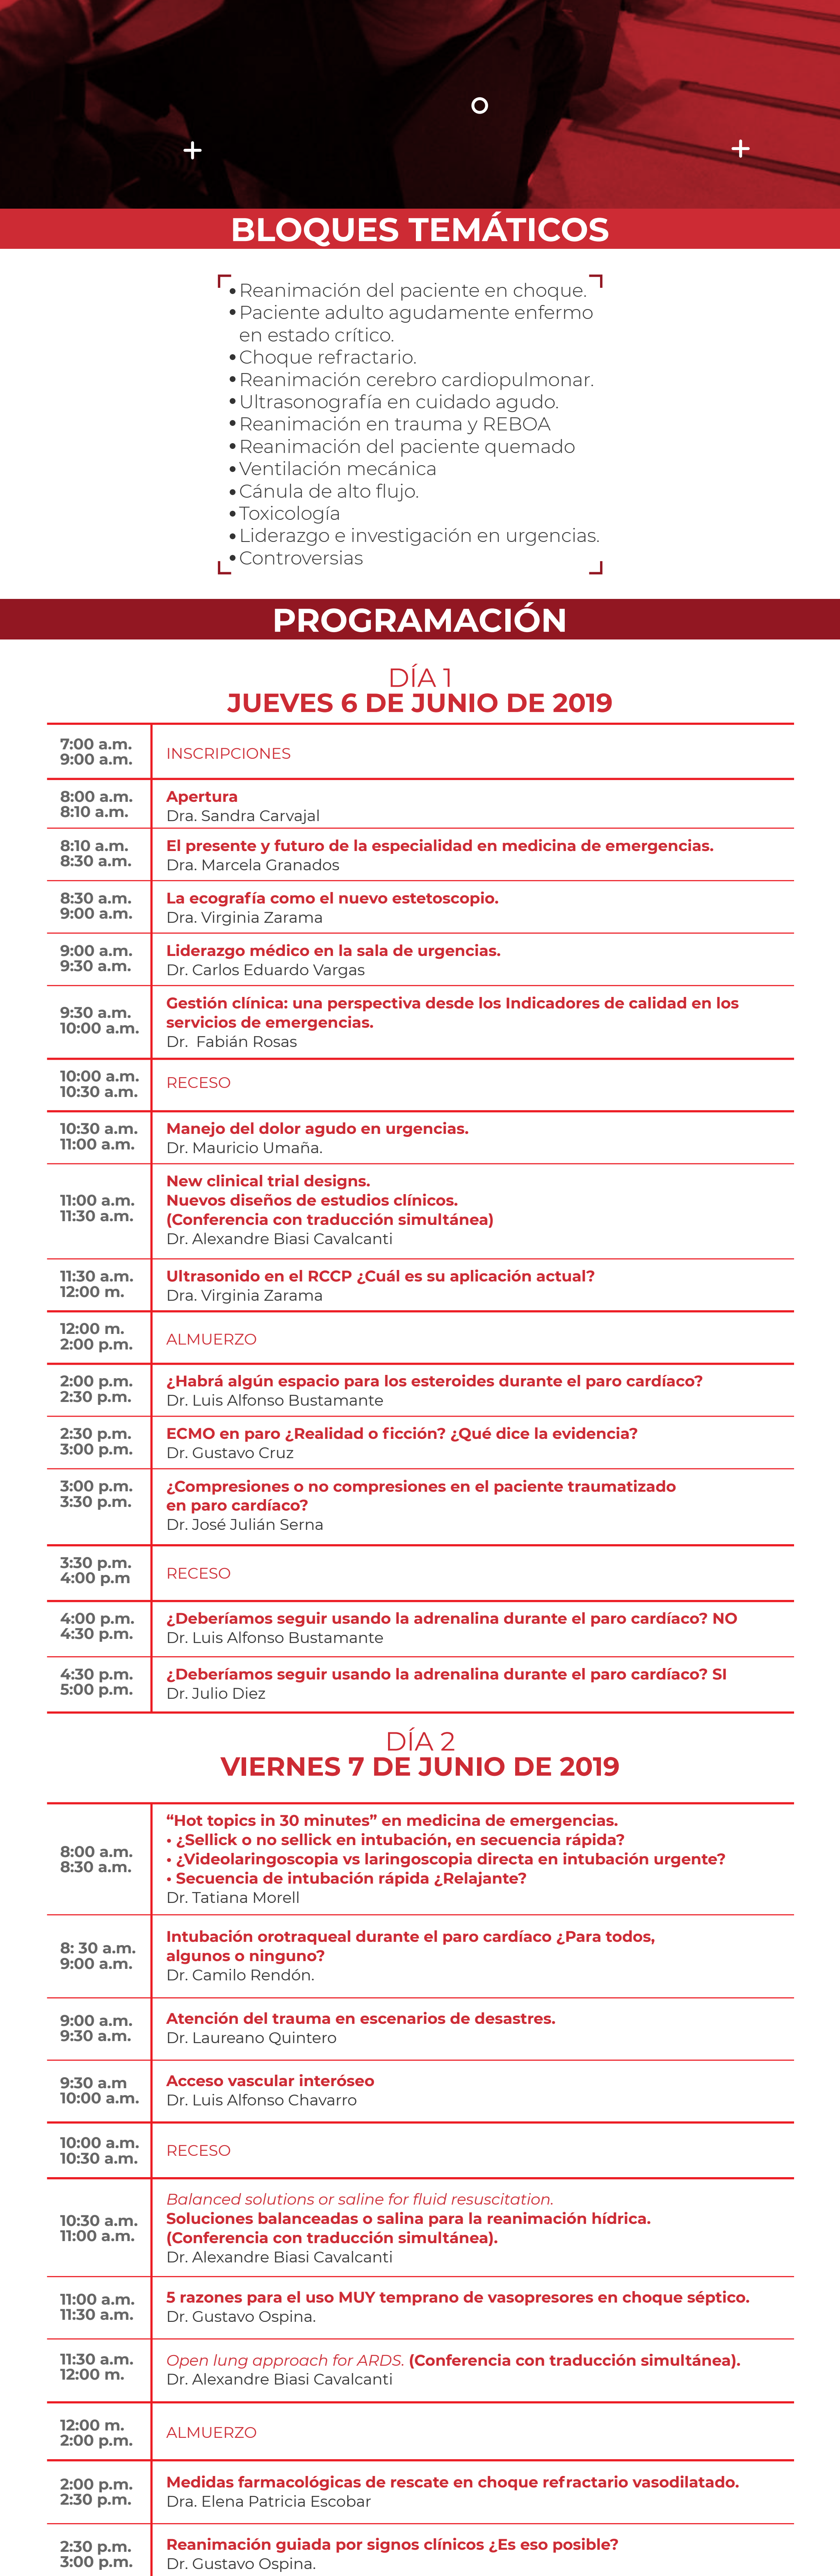 BLOQUES TEMÁTICOS
•Reanimación del paciente en choque.
•Paciente adulto agudamente enfermo
en estado crítico.
•Choque refractario.
•Reanimación cerebro cardiopulmonar.
•Ultrasonografía en cuidado agudo.
•Reanimación en trauma y REBOA
•Reanimación del paciente quemado
•Ventilación mecánica
•Cánula de alto flujo.
•Toxicología
•Liderazgo e investigación en urgencias.
•Controversias
PROGRAMACIÓN
DÍA 1
JUEVES 6 DE JUNIO DE 2019
7:00 a.m.
9:00 a.m.
INSCRIPCIONES
8:00 a.m.
8:10 a.m.
Apertura
Dra. Sandra Carvajal
8:10 a.m.
8:30 a.m.
El presente y futuro de la especialidad en medicina de emergencias.
Dra. Marcela Granados
8:30 a.m.
9:00 a.m.
La ecografía como el nuevo estetoscopio.
Dra. Virginia Zarama
9:00 a.m.
9:30 a.m.
Liderazgo médico en la sala de urgencias.
Dr. Carlos Eduardo Vargas
9:30 a.m.
10:00 a.m.
Gestión clínica: una perspectiva desde los Indicadores de calidad en los
servicios de emergencias.
Dr. Fabián Rosas
10:00 a.m.
10:30 a.m.
RECESO
10:30 a.m.
11:00 a.m.
Manejo del dolor agudo en urgencias.
Dr. Mauricio Umaña.
11:00 a.m.
11:30 a.m.
New clinical trial designs.
Nuevos diseños de estudios clínicos.
(Conferencia con traducción simultánea)
Dr. Alexandre Biasi Cavalcanti
11:30 a.m.
12:00 m.
Ultrasonido en el RCCP ¿Cuál es su aplicación actual?
Dra. Virginia Zarama
12:00 m.
2:00 p.m.
ALMUERZO
2:00 p.m.
2:30 p.m.
¿Habrá algún espacio para los esteroides durante el paro cardíaco?
Dr. Luis Alfonso Bustamante
2:30 p.m.
3:00 p.m.
ECMO en paro ¿Realidad o ficción? ¿Qué dice la evidencia?
Dr. Gustavo Cruz
3:00 p.m.
3:30 p.m.
¿Compresiones o no compresiones en el paciente traumatizado
en paro cardíaco?
Dr. José Julián Serna
3:30 p.m.
4:00 p.m
RECESO
4:00 p.m.
4:30 p.m.
¿Deberíamos seguir usando la adrenalina durante el paro cardíaco? NO
Dr. Luis Alfonso Bustamante
4:30 p.m.
5:00 p.m.
¿Deberíamos seguir usando la adrenalina durante el paro cardíaco? SI
Dr. Julio Diez
DÍA 2
VIERNES 7 DE JUNIO DE 2019
8:00 a.m.
8:30 a.m.
“Hot topics in 30 minutes” en medicina de emergencias.
• ¿Sellick o no sellick en intubación, en secuencia rápida?
• ¿Videolaringoscopia vs laringoscopia directa en intubación urgente?
• Secuencia de intubación rápida ¿Relajante?
Dr. Tatiana Morell
8: 30 a.m.
9:00 a.m.
Intubación orotraqueal durante el paro cardíaco ¿Para todos,
algunos o ninguno?
Dr. Camilo Rendón.
9:00 a.m.
9:30 a.m.
Atención del trauma en escenarios de desastres.
Dr. Laureano Quintero
9:30 a.m
10:00 a.m.
Acceso vascular interóseo
Dr. Luis Alfonso Chavarro
10:00 a.m.
10:30 a.m.
RECESO
10:30 a.m.
11:00 a.m.
Balanced solutions or saline for fluid resuscitation.
Soluciones balanceadas o salina para la reanimación hídrica.
(Conferencia con traducción simultánea).
Dr. Alexandre Biasi Cavalcanti
11:00 a.m.
11:30 a.m.
5 razones para el uso MUY temprano de vasopresores en choque séptico.
Dr. Gustavo Ospina.
11:30 a.m.
12:00 m.
Open lung approach for ARDS. (Conferencia con traducción simultánea).
Dr. Alexandre Biasi Cavalcanti
12:00 m.
2:00 p.m.
ALMUERZO
2:00 p.m.
2:30 p.m.
Medidas farmacológicas de rescate en choque refractario vasodilatado.
Dra. Elena Patricia Escobar
2:30 p.m.
3:00 p.m.
Reanimación guiada por signos clínicos ¿Es eso posible?
Dr. Gustavo Ospina.